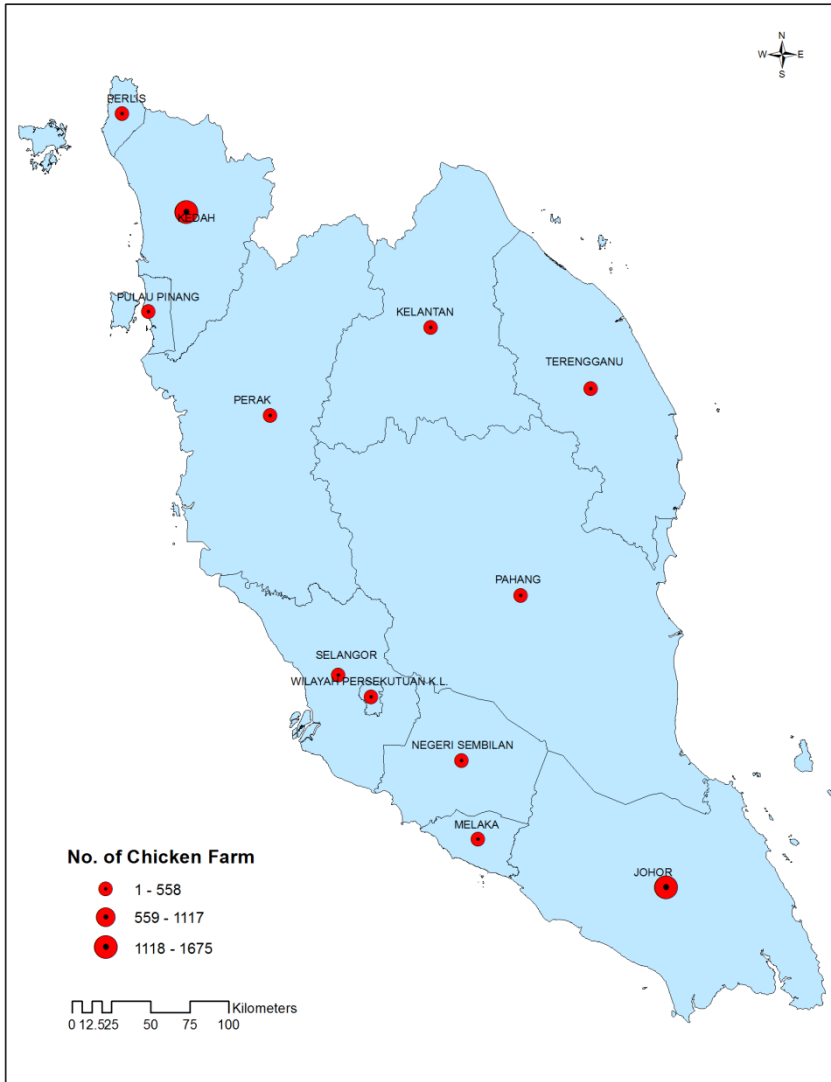 N
W E
S
PERLIS
KEDAH
PULAU PINANG
KELANTAN
TERENGGANU
PERAK
PAHANG
SELANGOR
WILAYAH PERSEKUTUAN K.L.
NEGERI SEMBILAN
MELAKA
JOHOR
No. of Chicken Farm
1 - 558
559 - 1117
1118 - 1675
Kilometers
0 12.525 50 75 100